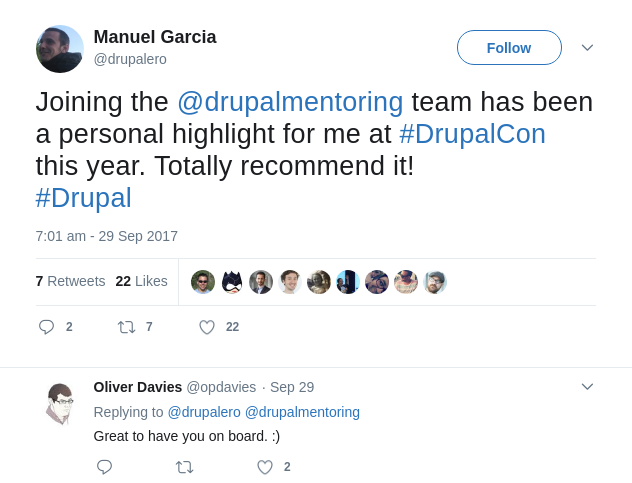 Manuel Garcia
@drupalero
Follow
Joining the @drupalmentoring team has been
a personal highlight for me at #DrupalCon
this year. Totally recommend it!
#Drupal
7:01 am - 29 Sep 2017
7 Retweets 22 Likes
2 7 22
Oliver Davies @opdavies · Sep 29
Replying to @drupalero @drupalmentoring
Great to have you on board. :)
2